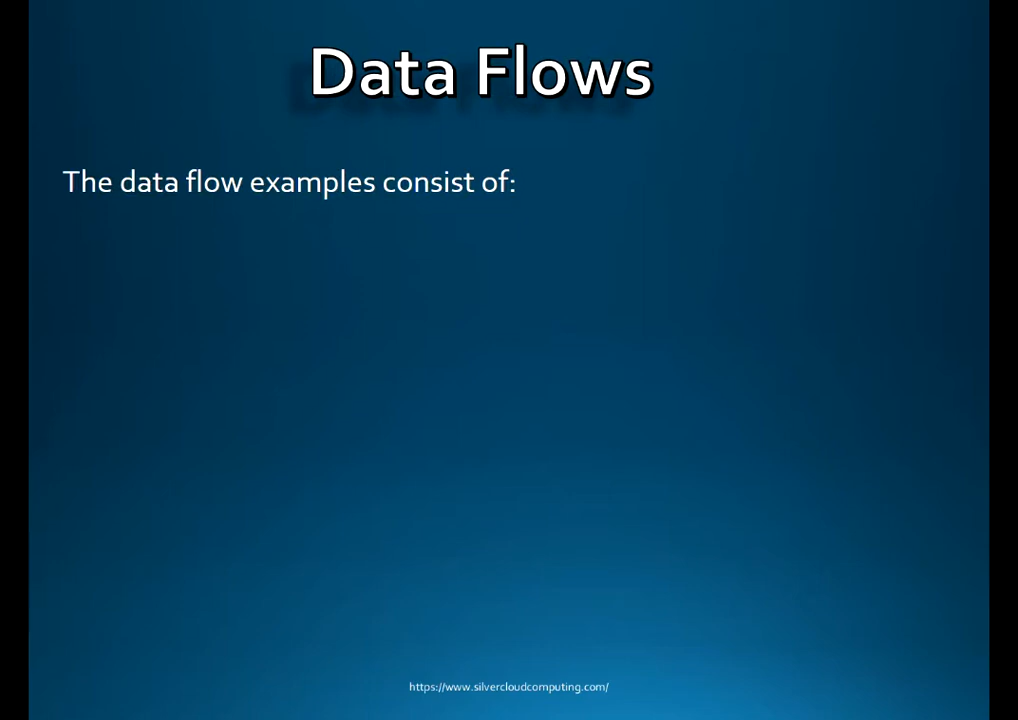 Data Flows
The data flow examples consist of:
https://www.silvercloudcomputing.com/